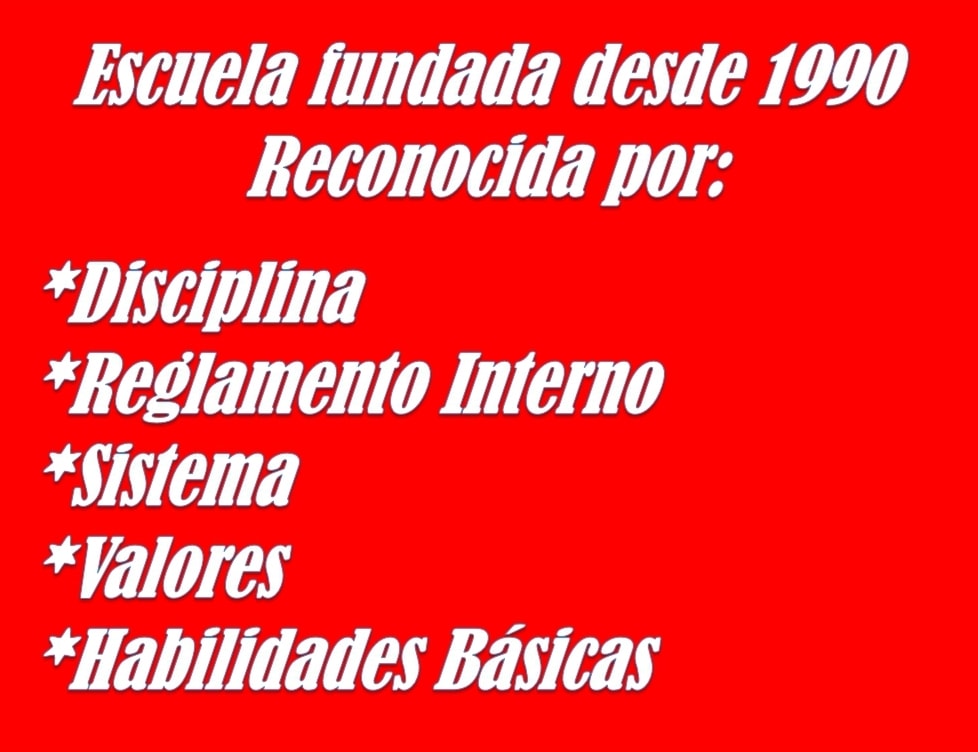 Escuela fundada desde 1990
Reconocida por:
*Disciplina
*Reglamento Interno
*Sistema
*Valores
*Habilidades Básicas